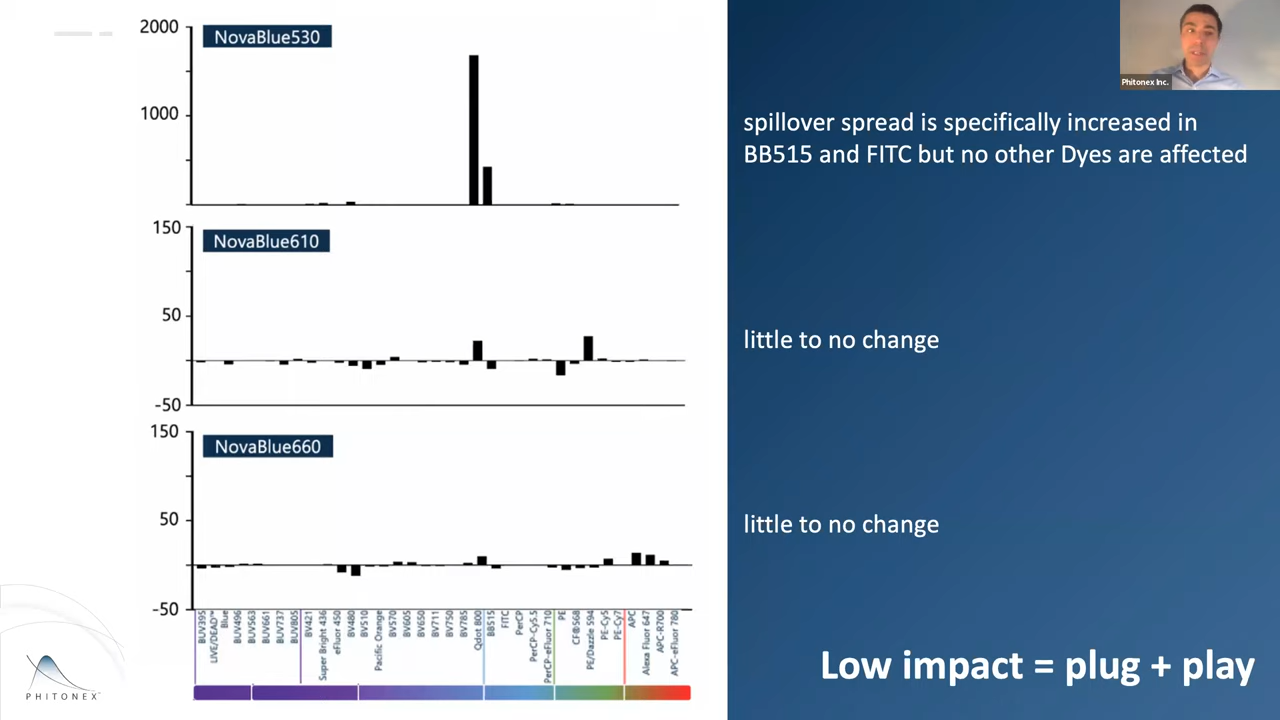 2000
NovaBlue530
1000
150
NovaBlue610
50
-50
150
NovaBlue660
50
-50
BUV395
LIVE/DEAD™
Blue
BUV496
BUV563
BUV661
BUV737
BUV805
BV421
Super Bright 436
eFluor 450
BV480
BV510
Pacific Orange
BV570
BV605
BV650
BV711
BV750
BV785
Qdot 800
BB515
FITC
PerCP
PerCP-Cy5.5
PerCP-eFluor 710
PE
CF®568
PE/Dazzle 594
PE-Cy5
PE-Cy7
APC
Alexa Fluor 647
APC-R700
APC-eFluor 780
Phitonex Inc.
spillover spread is specifically increased in
BB515 and FITC but no other Dyes are affected
little to no change
little to no change
Low impact = plug + play
PHITONEX